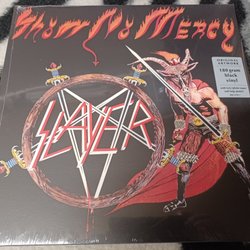 Show No Mercy
ORIGINAL
ARTWORK
180 gram
black
vinyl
SLAYER